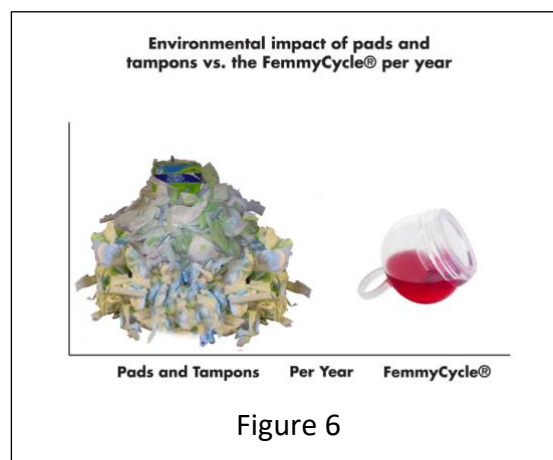 Environmental impact of pads and
tampons vs. the FemmyCycle® per year
Pads and Tampons Per Year FemmyCycle®
Figure 6